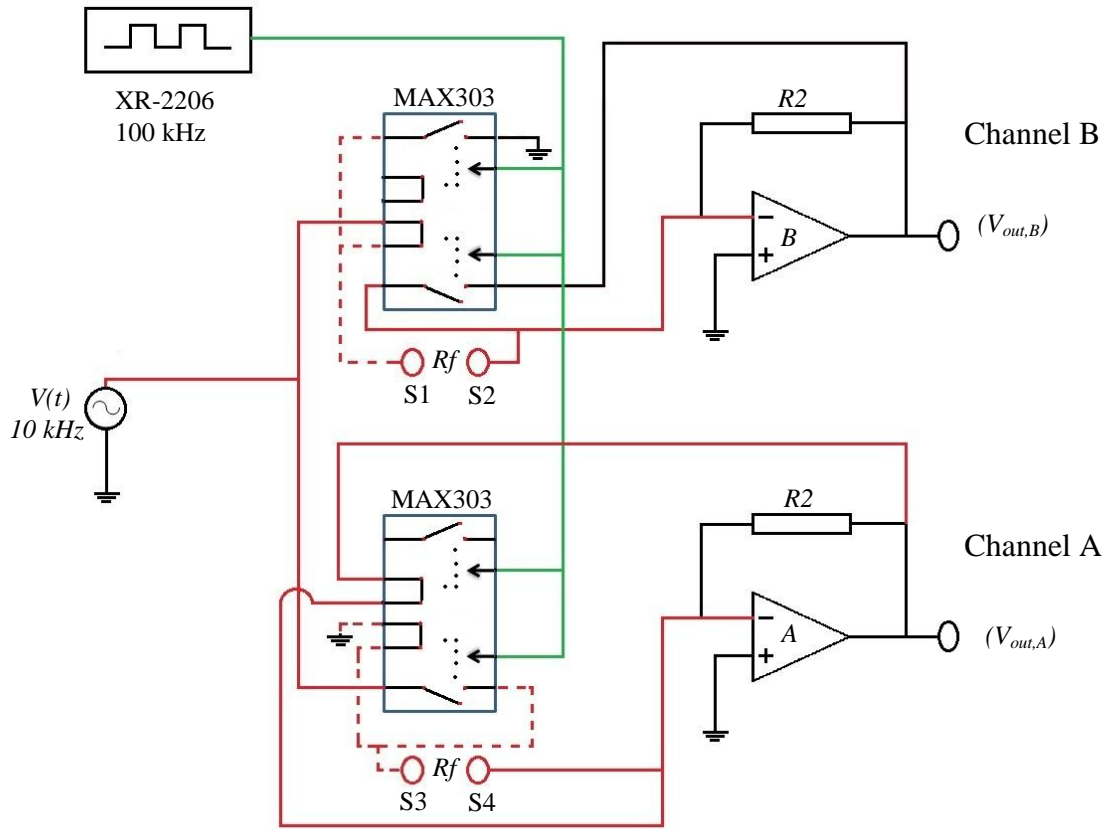 XR-2206
100 kHz
MAX303
R2
Channel B
B
(Vout,B)
Rf
S1
S2
V(t)
10 kHz
MAX303
R2
Channel A
A
(Vout,A)
Rf
S3
S4